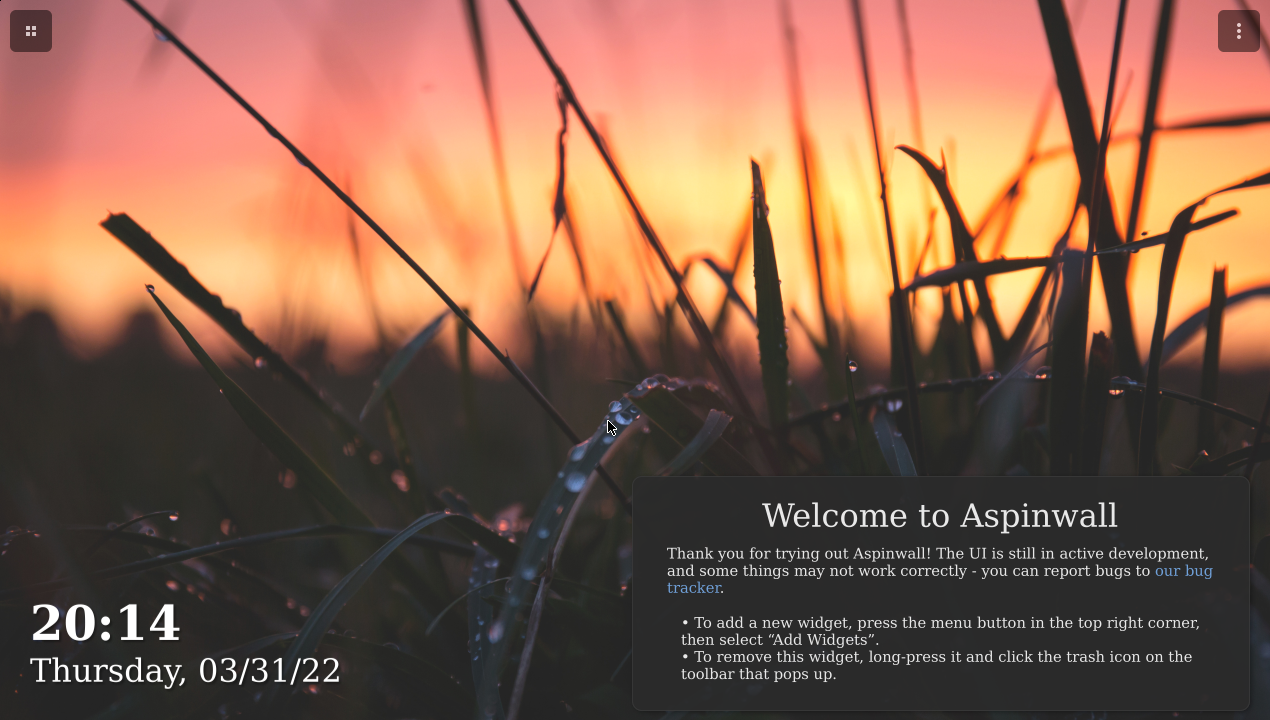 Welcome to Aspinwall
Thank you for trying out Aspinwall! The UI is still in active development,
and some things may not work correctly - you can report bugs to our bug
tracker.
• To add a new widget, press the menu button in the top right corner,
then select “Add Widgets”.
• To remove this widget, long-press it and click the trash icon on the
toolbar that pops up.
20:14
Thursday, 03/31/22